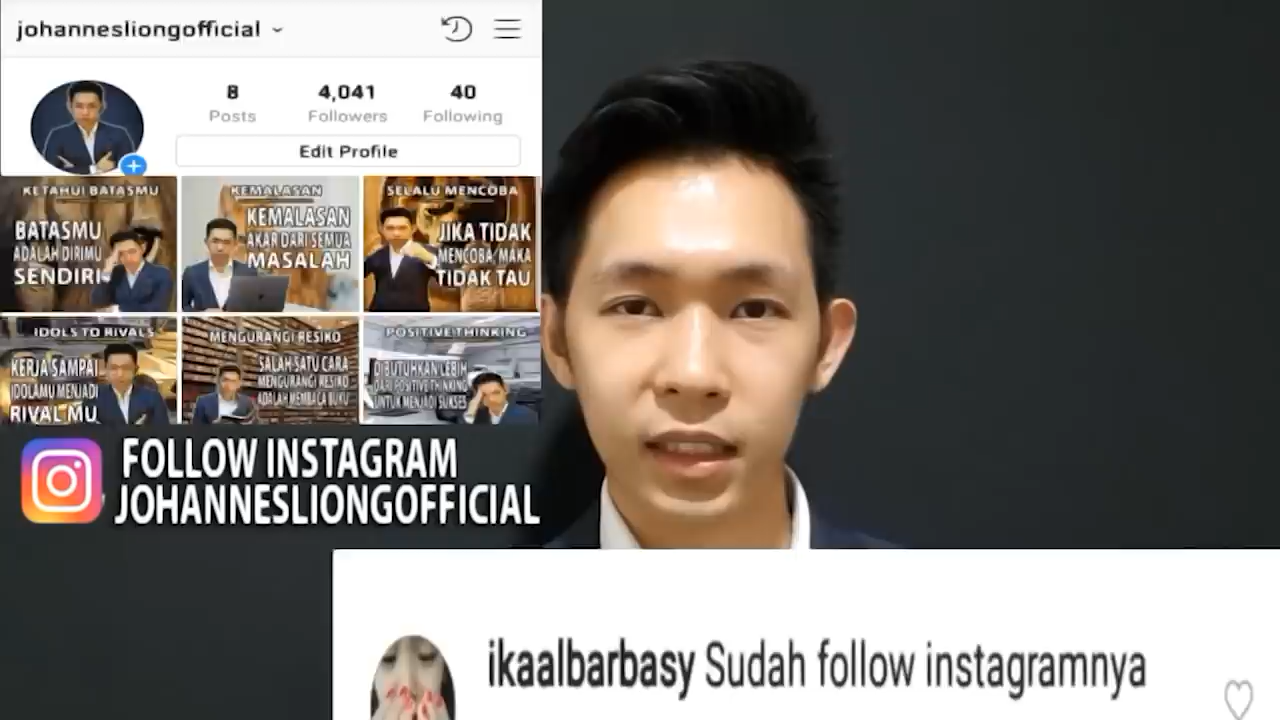 johannesliongofficial
8
4,041
40
Posts
Followers
Following
Edit Profile
KETAHUI BATASMU
BATASMU
ADALAH DIRIMU
SENDIRI
KEMALASAN
KEMALASAN
AKAR DARI SEMUA
MASALAH
SELALU MENCOBA
JIKA TIDAK
MENCOBA, MAKA
TIDAK TAU
IDOLS TO RIVALS
KERJA SAMPAI
IDOLAMU MENJADI
RIVAL MU
MENGURANGI RESIKO
SALAH SATU CARA
MENGURANGI RESIKO
ADALAH MEMBACA BUKU
POSITIVE THINKING
DIBUTUHKAN LEBIH
DARI POSITIVE THINKING
UNTUK MENJADI SUKSES
FOLLOW INSTAGRAM
JOHANNESLIONGOFFICIAL
ikaalbarbasy Sudah follow instagramnya